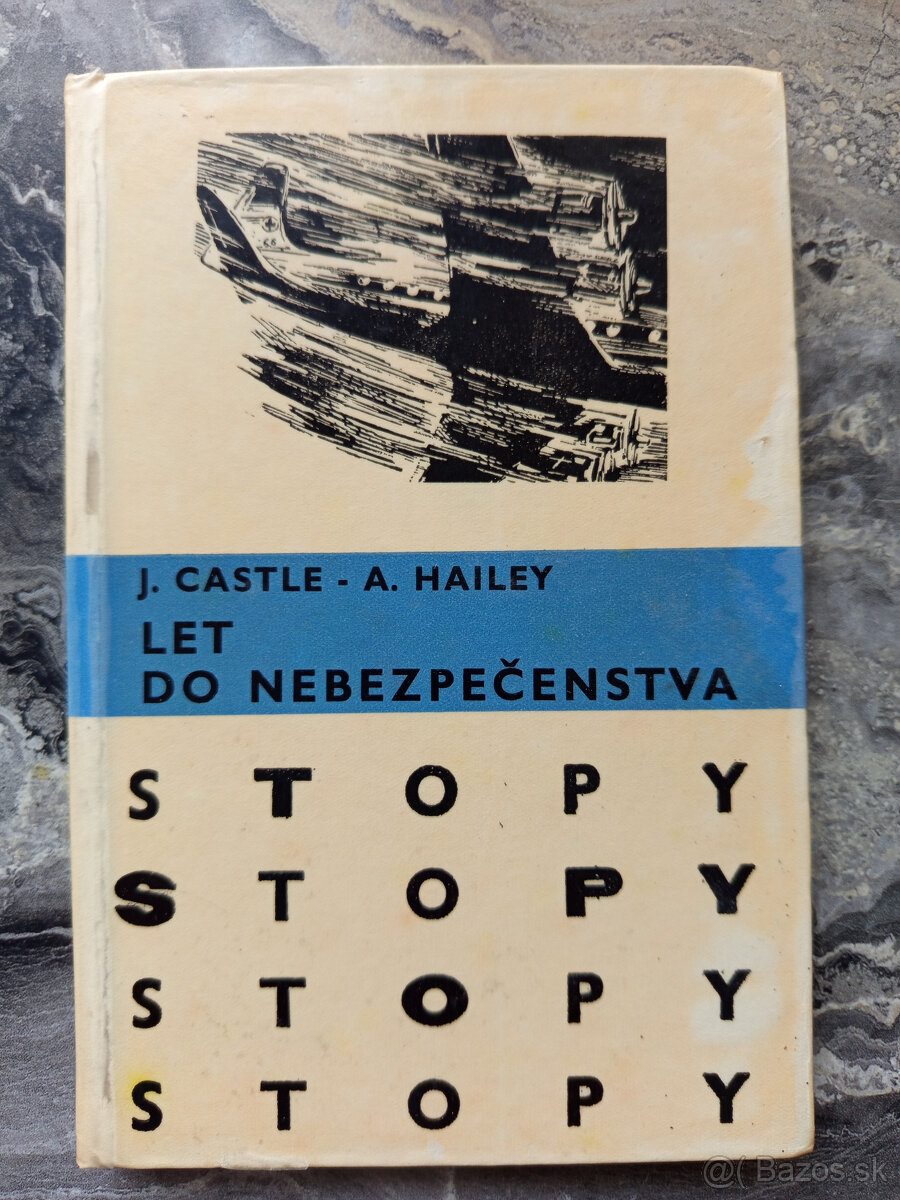 J. CASTLE - A. HAILEY
LET
DO NEBEZPEČENSTVA
S T O P Y
S T O P Y
S T O P Y
S T O P Y
@( Bazos.sk